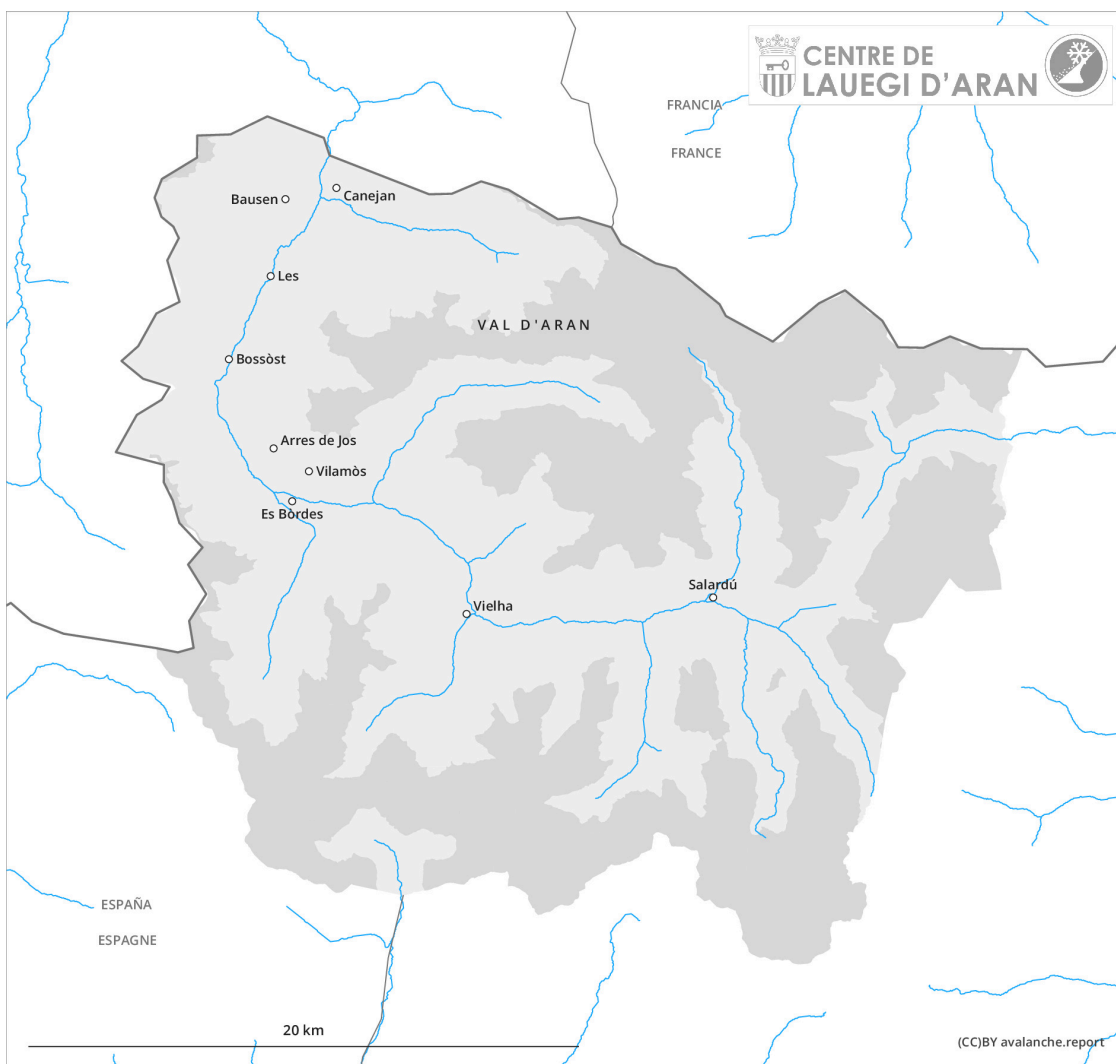 CENTRE DE
LAUEGI D'ARAN
FRANCIA
FRANCE
Bausen
Canejan
Les
VAL D'ARAN
Bossòst
Arres de Jos
Vilamòs
Es Bòrdes
Salardú
Vielha
ESPAÑA
ESPAGNE
20 km
(CC)BY avalanche.report